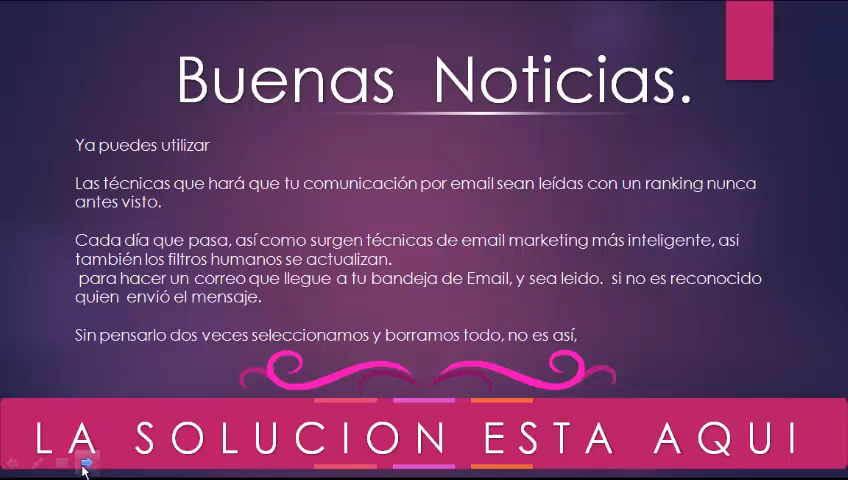 Buenas Noticias.
Ya puedes utilizar
Las técnicas que hará que tu comunicación por email sean leídas con un ranking nunca
antes visto.
Cada día que pasa, así como surgen técnicas de email marketing más inteligente, asi
también los filtros humanos se actualizan.
para hacer un correo que llegue a tu bandeja de Email, y sea leido. si no es reconocido
quien envió el mensaje.
Sin pensarlo dos veces seleccionamos y borramos todo, no es así,
LA SOLUCION ESTA AQUI